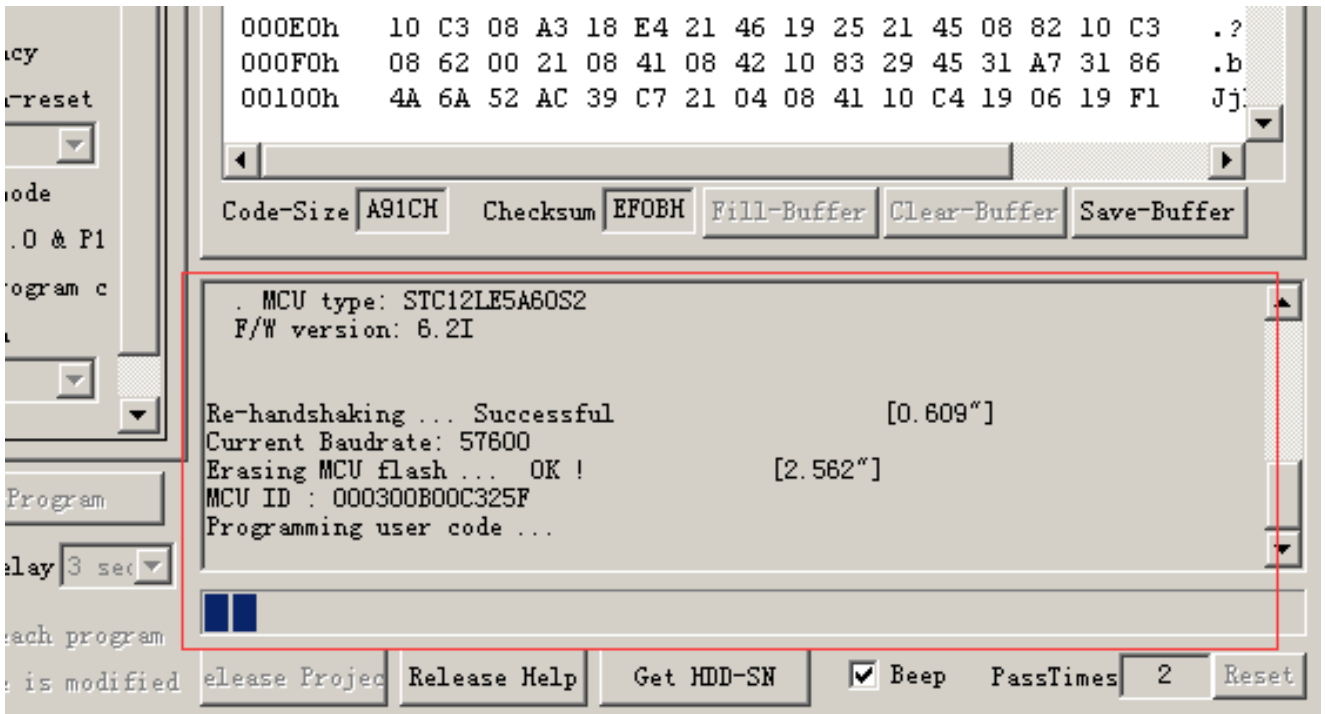 000E0h 10 C3 08 A3 18 E4 21 46 19 25 21 45 08 82 10 C3 .?
000F0h 08 62 00 21 08 41 08 42 10 83 29 45 31 A7 31 86 .b
00100h 4A 6A 52 AC 39 C7 21 04 08 41 10 C4 19 06 19 F1 Jj
-reset
Code-Size A91CH Checksum EF0BH Fill-Buffer Clear-Buffer Save-Buffer
.0 & P1
. MCU type: STC12LE5A60S2
F/W version: 6.2I
Re-handshaking ... Successful [0.609"]
Current Baudrate: 57600
Erasing MCU flash ... OK ! [2.562"]
MCU ID : 000300B00C325F
Programming user code ...
Program
elay 3 sec
each program
is modified
elease Projec Release Help Get HDD-SN Beep PassTimes 2 Reset